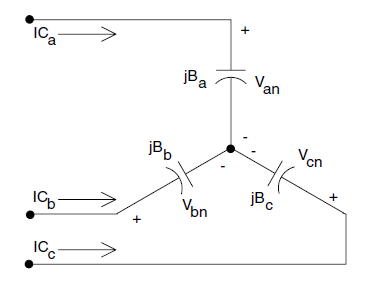 ICa
+
jBa
Van
-
-
-
jBb
Vcn
ICb
+
Vbn
jBc
+
ICc